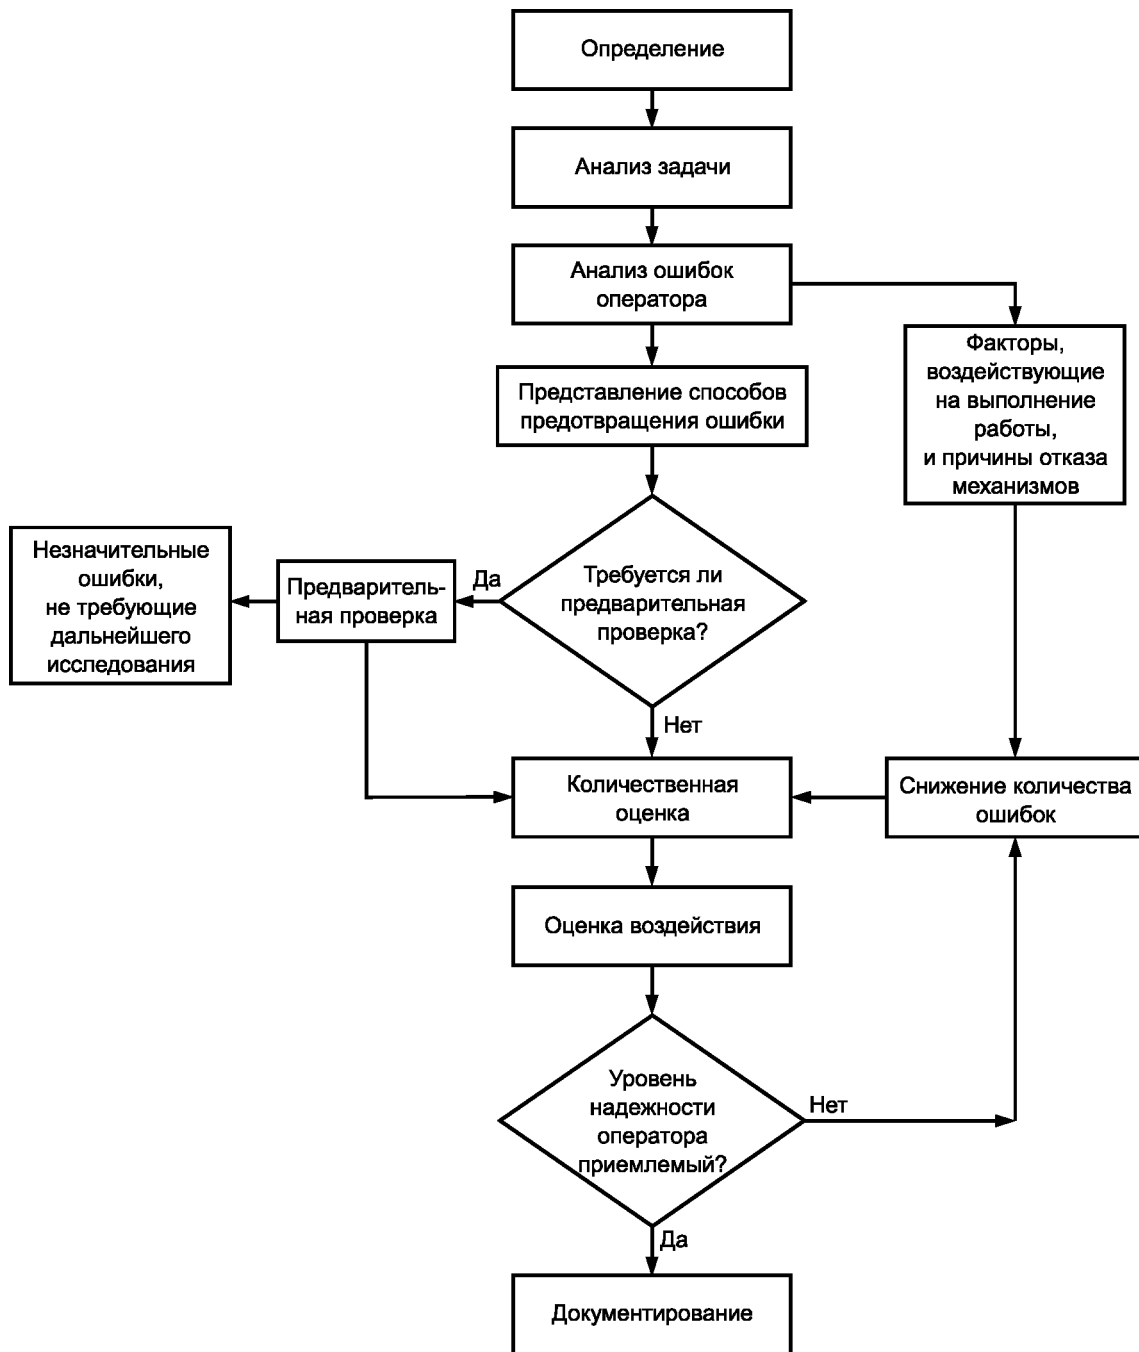 Определение
Анализ задачи
Анализ ошибок
оператора
Факторы,
воздействующие
на выполнение
работы,
и причины отказа
механизмов
Представление способов
предотвращения ошибки
Незначительные
ошибки,
не требующие
дальнейшего
исследования
Предваритель-
ная проверка
Да
Требуется ли
предварительная
проверка?
Нет
Количественная
оценка
Снижение количества
ошибок
Оценка воздействия
Уровень
надежности
оператора
приемлемый?
Нет
Да
Документирование